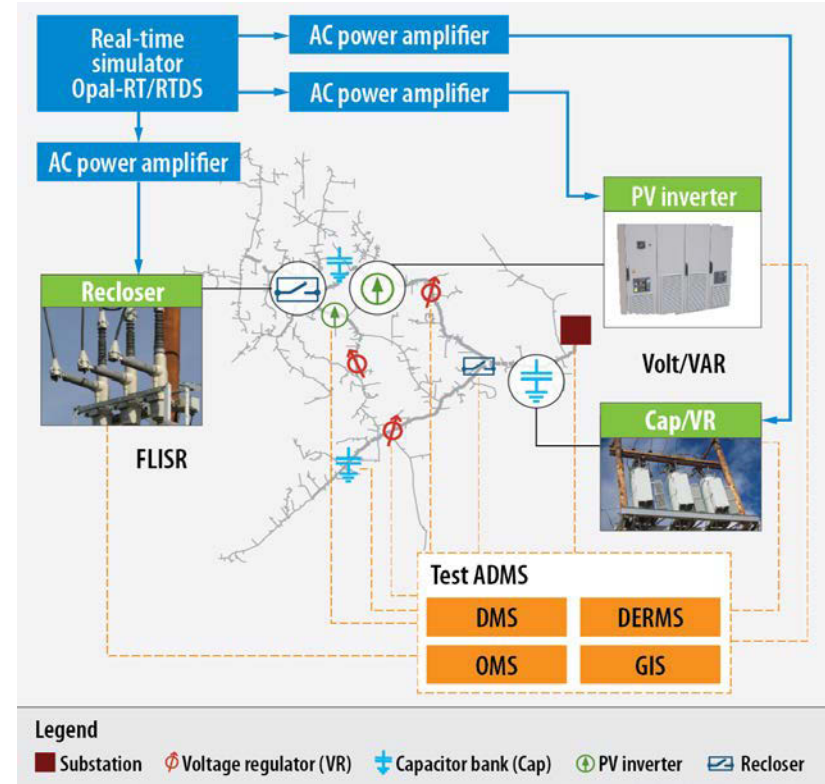 Real-time
simulator
Opal-RT/RTDS
AC power amplifier
AC power amplifier
AC power amplifier
PV inverter
Recloser
Volt/VAR
Cap/VR
FLISR
Test ADMS
DMS
DERMS
OMS
GIS
Legend
Substation
Voltage regulator (VR)
Capacitor bank (Cap)
PV inverter
Recloser